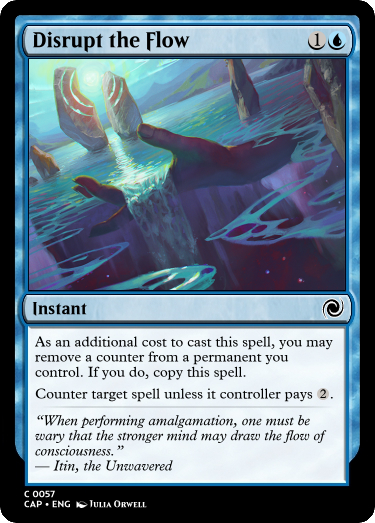 Disrupt the Flow
1
Instant
As an additional cost to cast this spell, you may
remove a counter from a permanent you
control. If you do, copy this spell.
Counter target spell unless it controller pays 2.
“When performing amalgamation, one must be
wary that the stronger mind may draw the flow of
consciousness.”
— Itin, the Unwavered
C 0057
CAP • ENG Julia Orwell